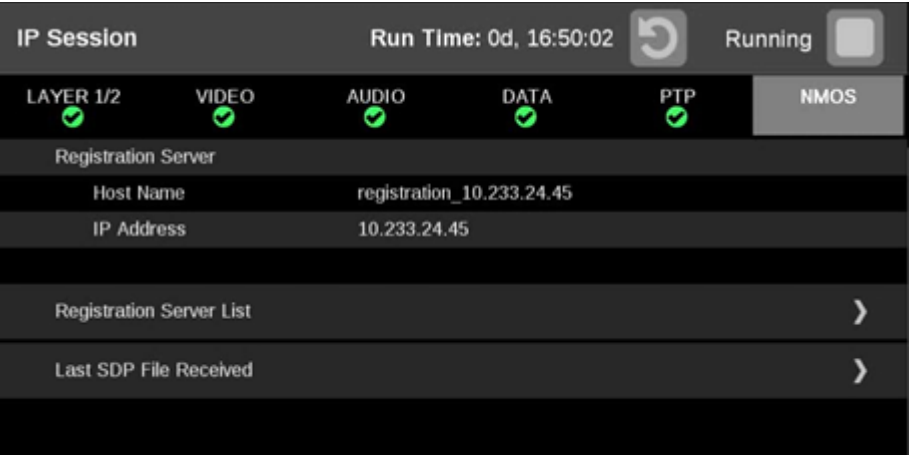 IP Session Run Time: 0d, 16:50:02 Running
LAYER 1/2 VIDEO AUDIO DATA PTP NMOS
Registration Server
Host Name registration_10.233.24.45
IP Address 10.233.24.45
Registration Server List
Last SDP File Received